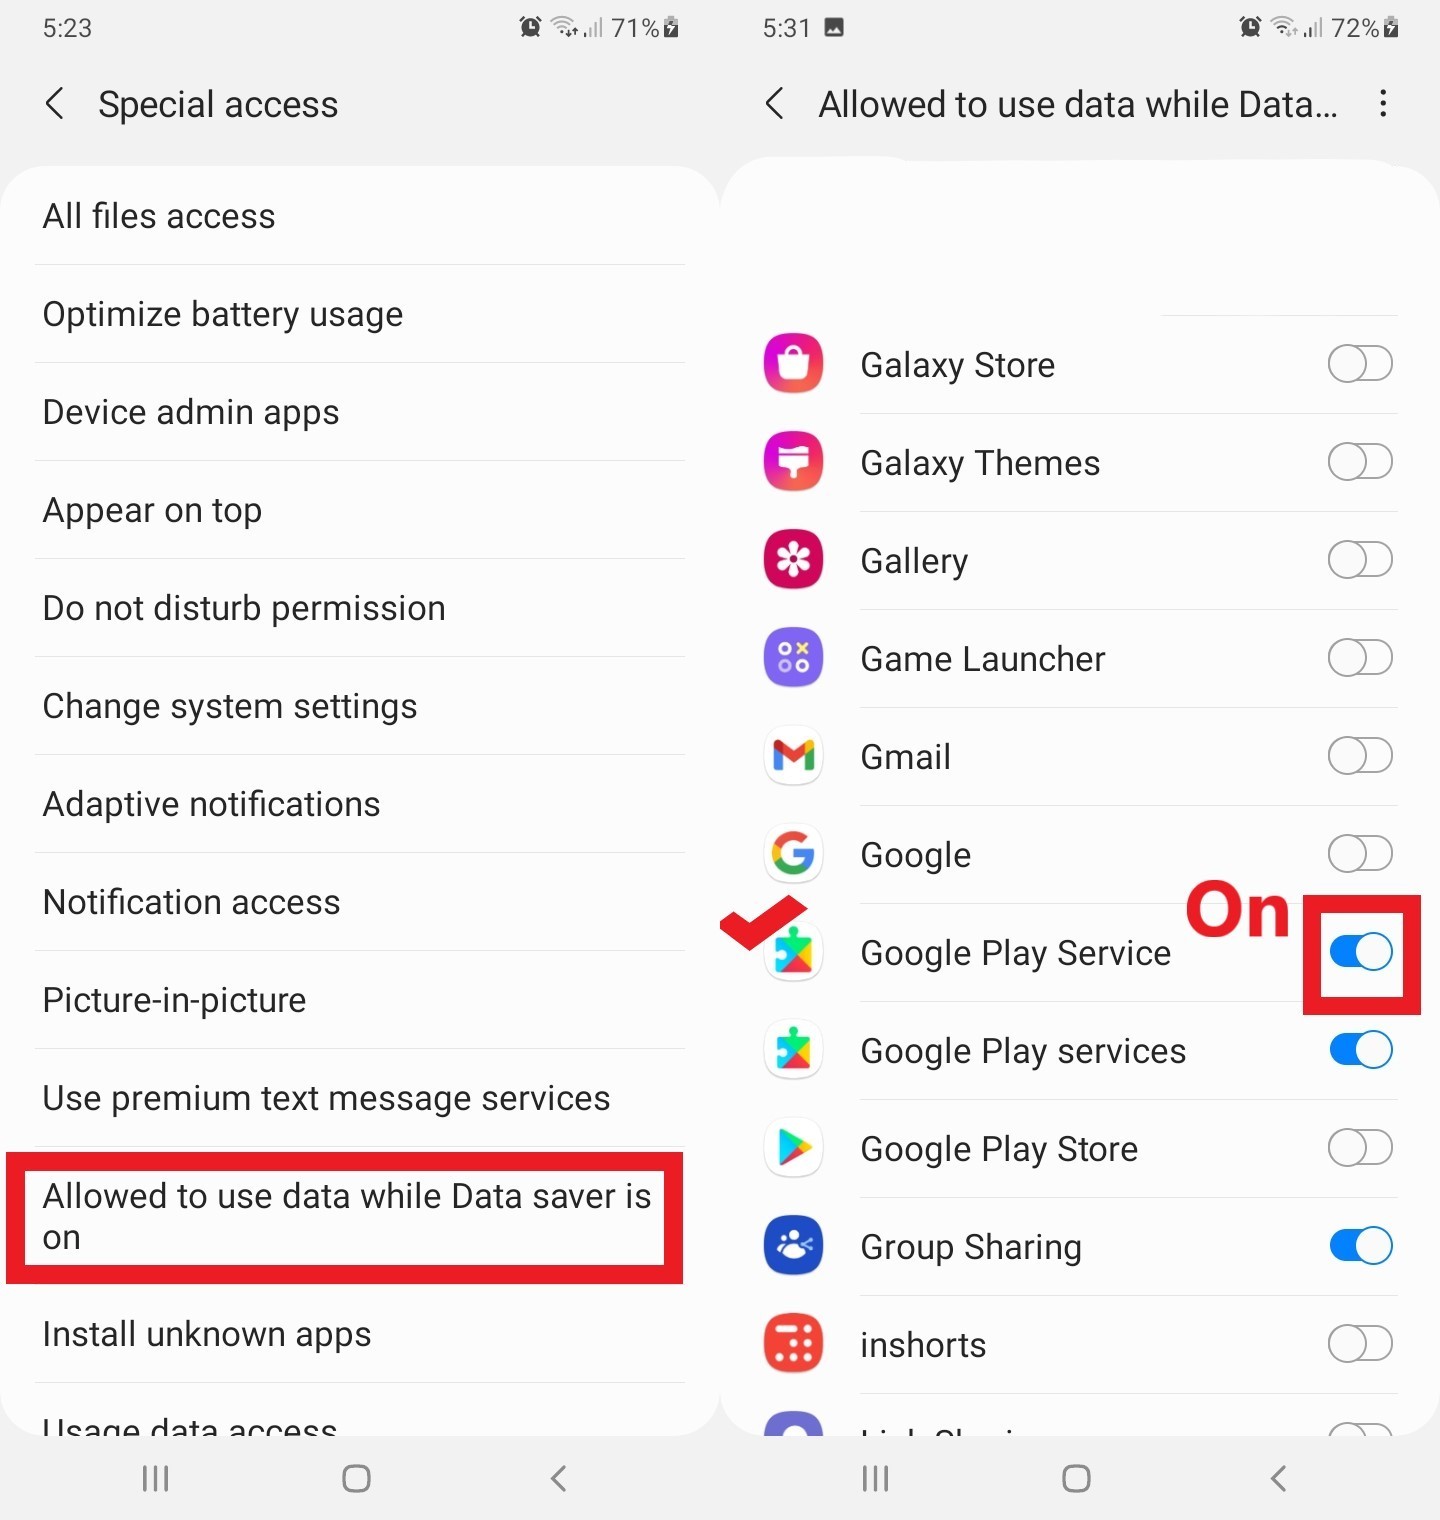 5:23
71%
Special access
All files access
Optimize battery usage
Device admin apps
Appear on top
Do not disturb permission
Change system settings
Adaptive notifications
Notification access
Picture-in-picture
Use premium text message services
Allowed to use data while Data saver is
on
Install unknown apps
Usage data access
5:31
72%
Allowed to use data while Data...
Galaxy Store
Galaxy Themes
Gallery
Game Launcher
Gmail
Google
On
Google Play Service
Google Play services
Google Play Store
Group Sharing
inshorts